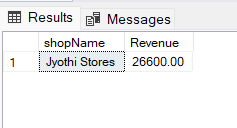 Results Messages
shopName Revenue
1 Jyothi Stores 26600.00